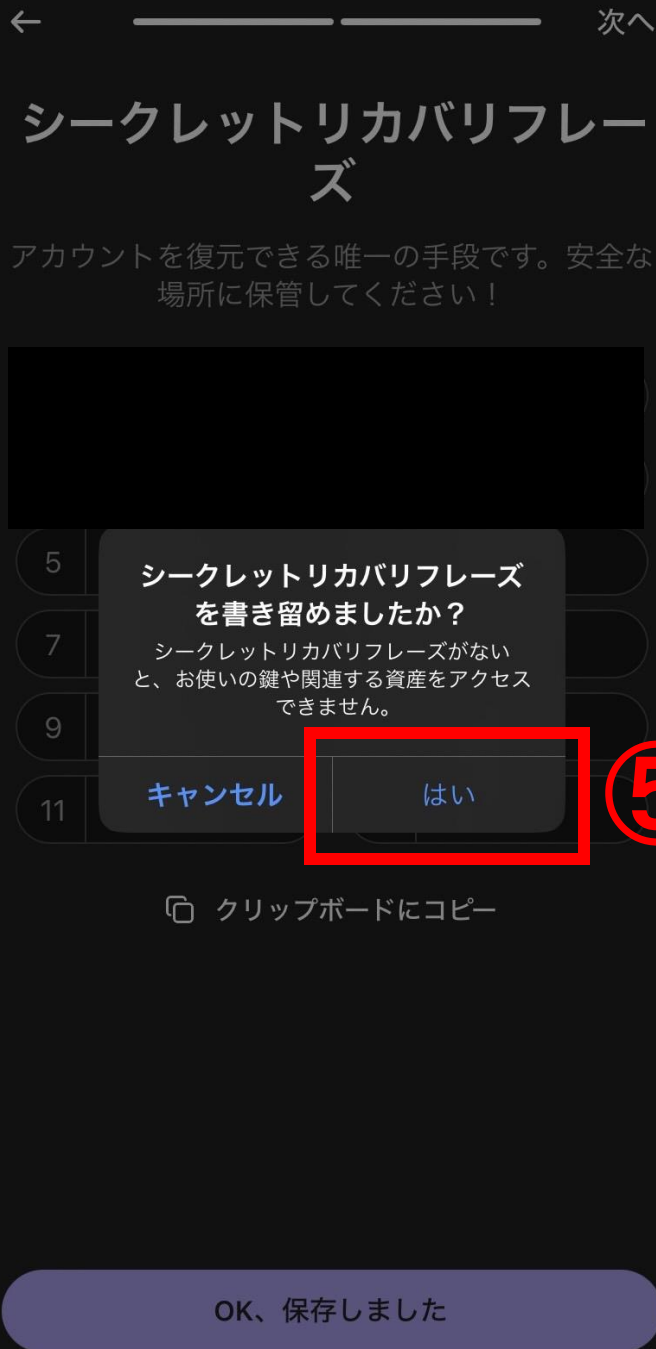 次へ
シークレットリカバリフレー
ズ
アカウントを復元できる唯一の手段です。安全な
場所に保管してください！
5
シークレットリカバリフレーズ
を書き留めましたか？
7
シークレットリカバリフレーズがない
と、お使いの鍵や関連する資産をアクセス
できません。
9
キャンセル
はい
⑤
11
クリップボードにコピー
OK、保存しました